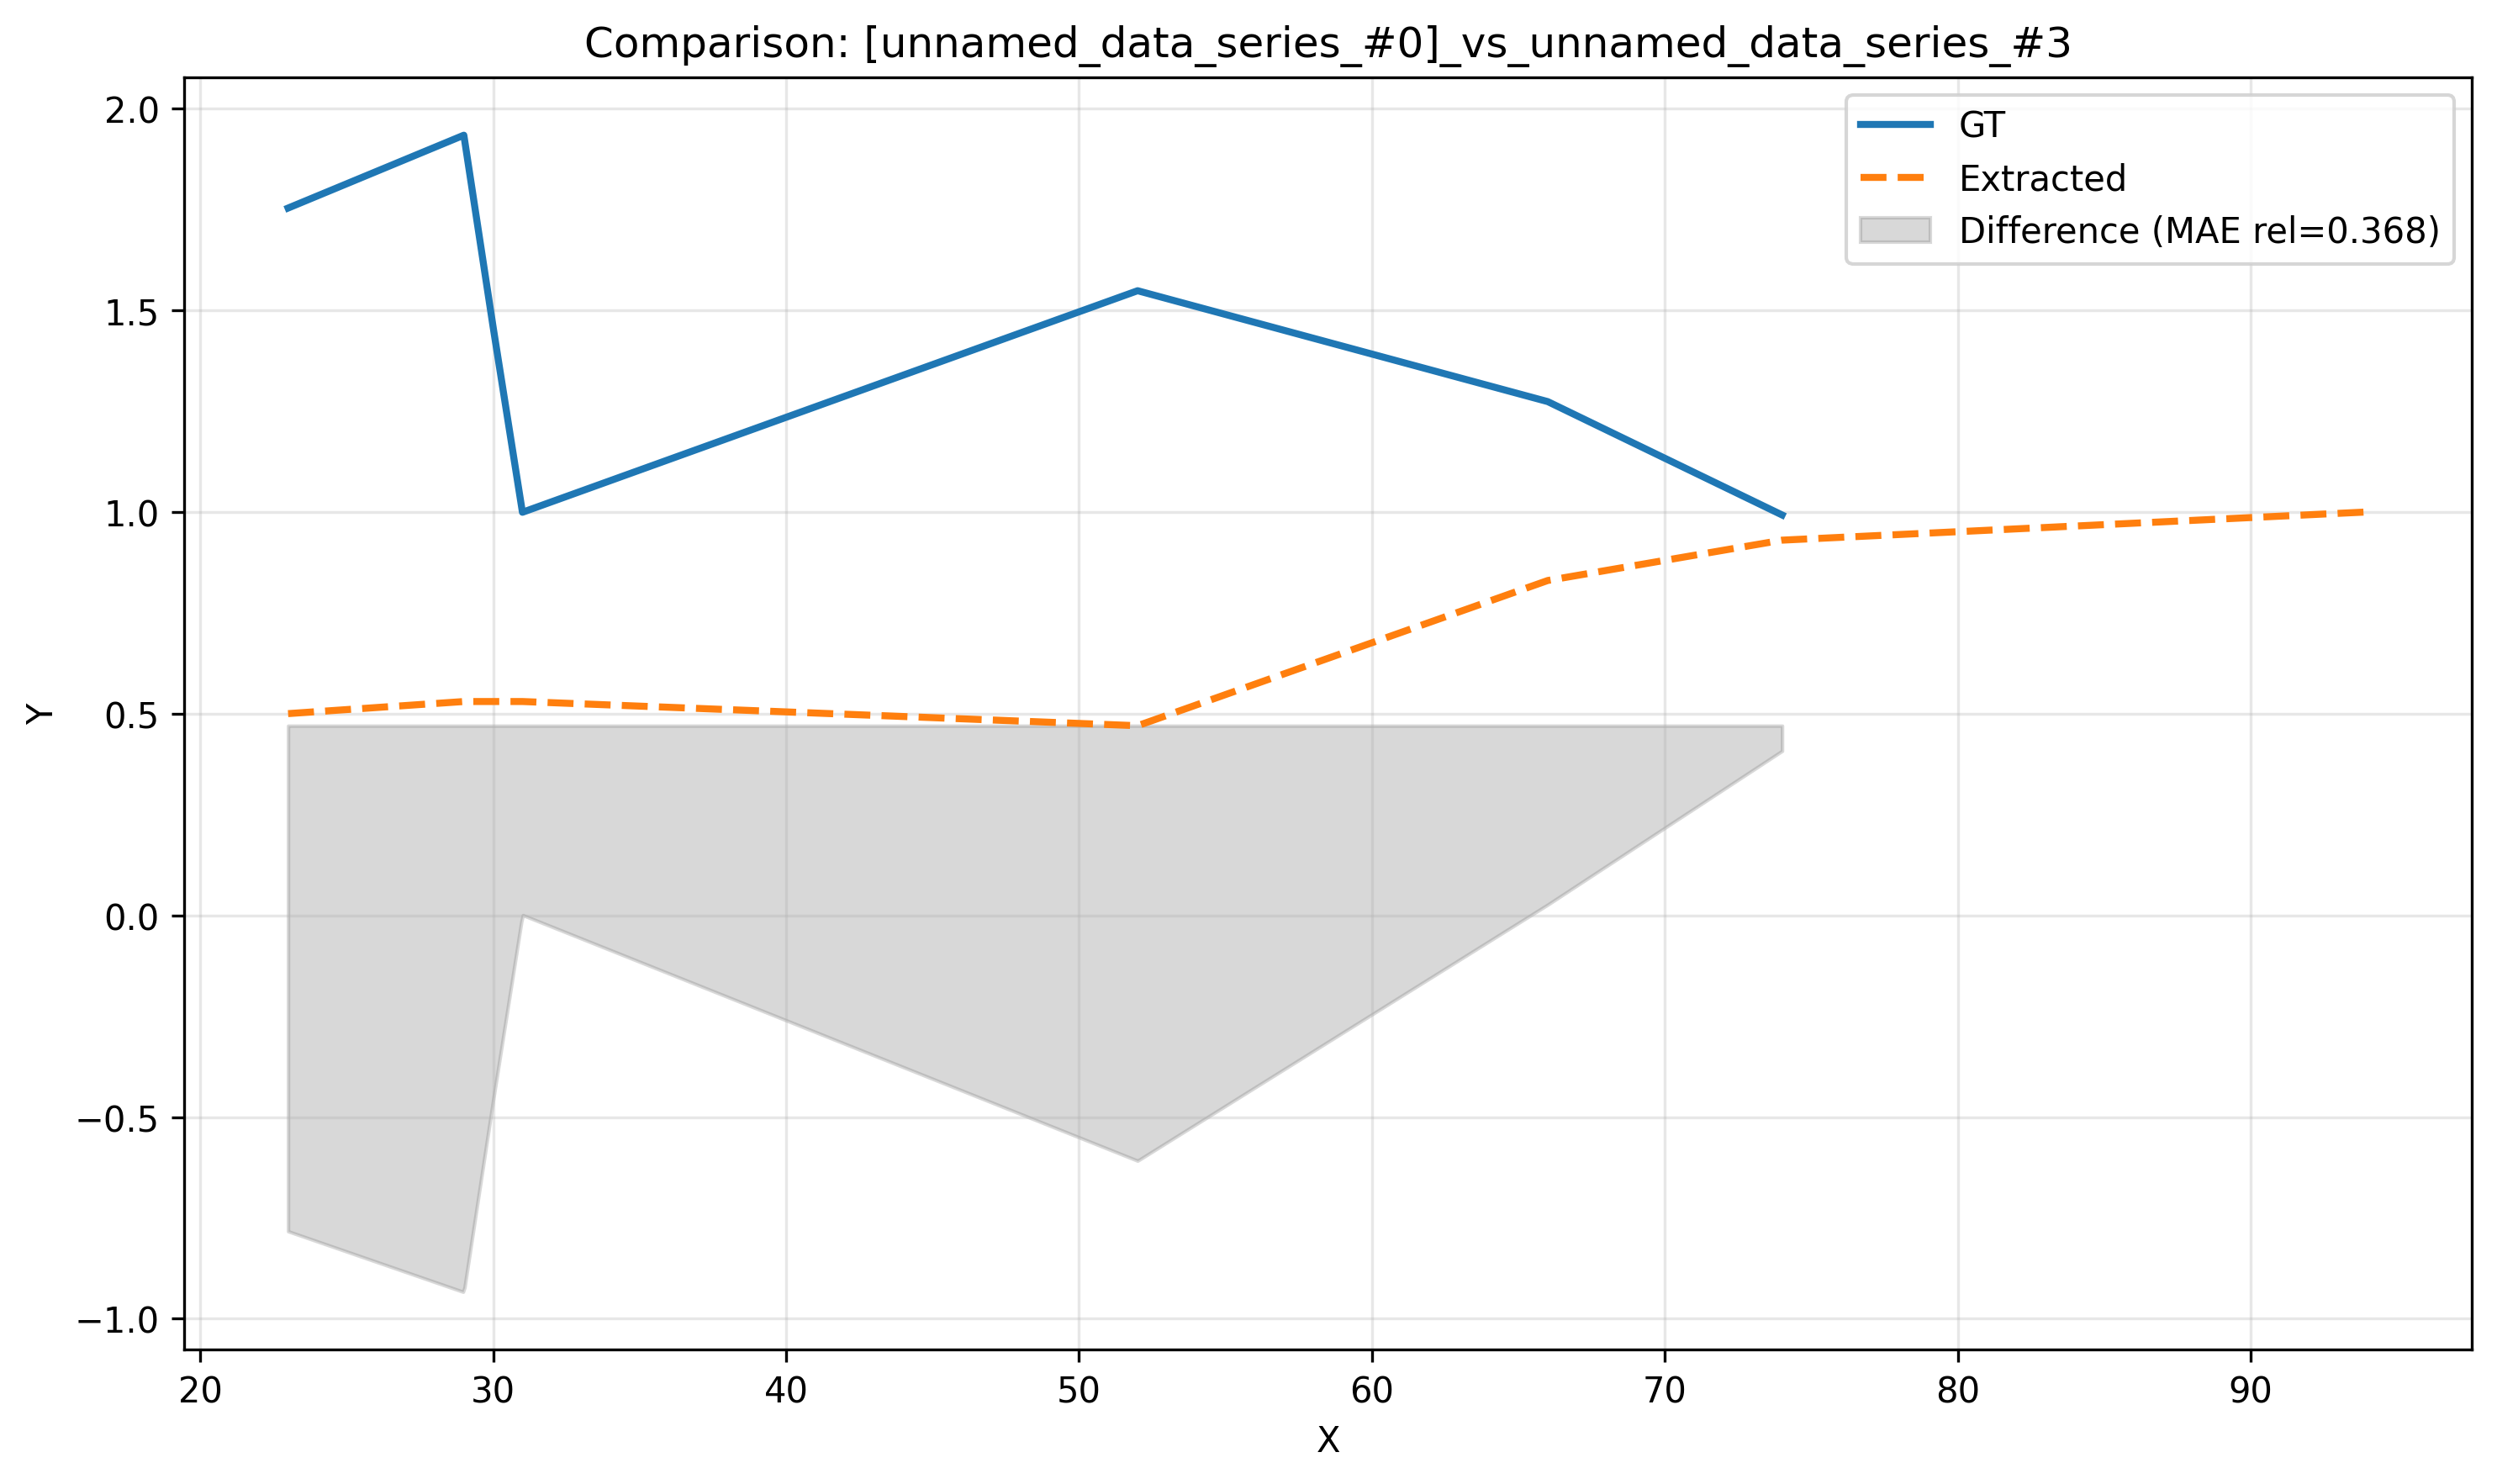 Comparison: [unnamed_data_series_#0]_vs_unnamed_data_series_#3
GT
Extracted
Difference (MAE rel=0.368)
Y
2.0
1.5
1.0
0.5
0.0
−0.5
−1.0
20 30 40 50 60 70 80 90
X